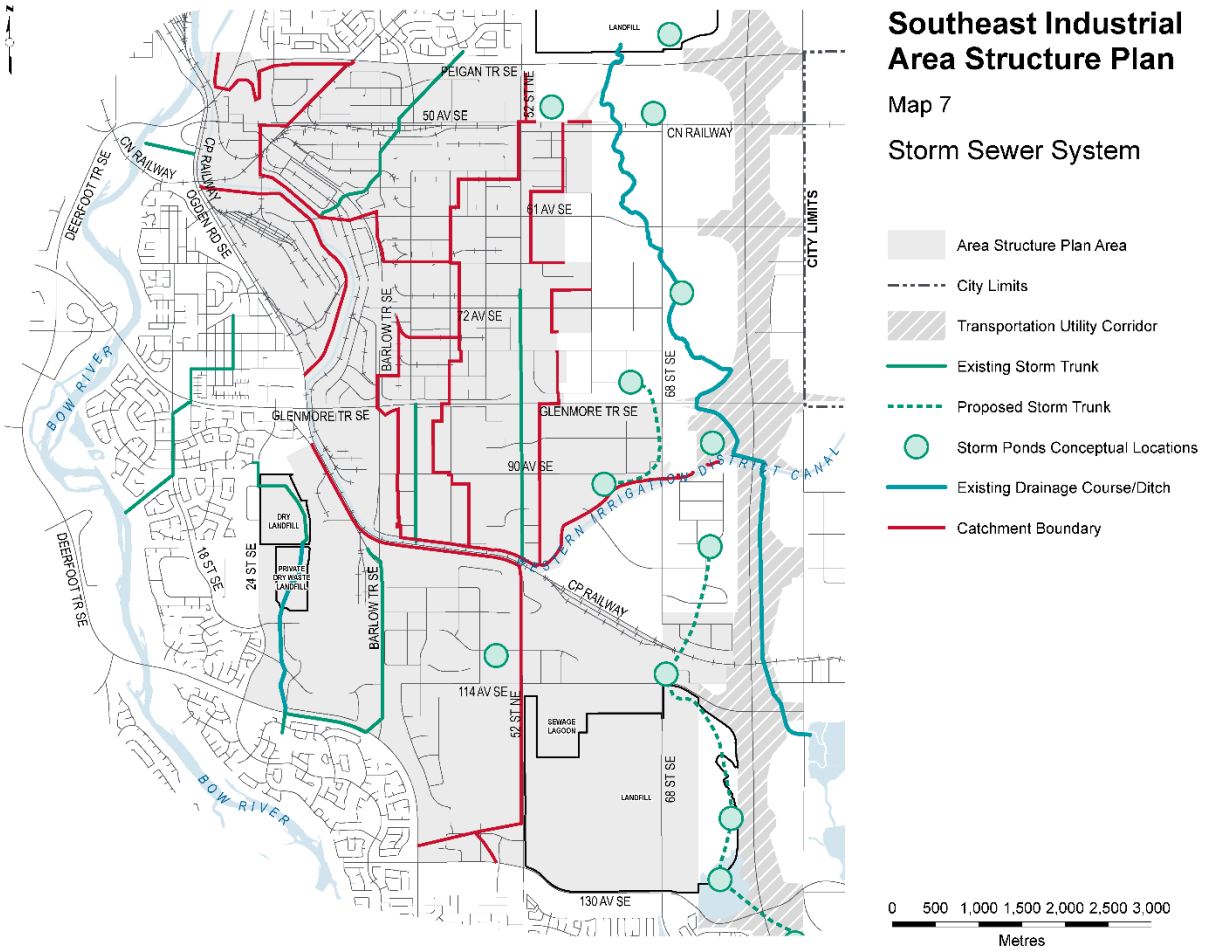 Southeast Industrial
Area Structure Plan
Map 7
Storm Sewer System
Area Structure Plan Area
City Limits
Transportation Utility Corridor
Existing Storm Trunk
Proposed Storm Trunk
Storm Ponds Conceptual Locations
Existing Drainage Course/Ditch
Catchment Boundary
0 500 1,000 1,500 2,000 2,500 3,000
Metres
N
LANDFILL
PEIGAN TR SE
52 ST NE
50 AV SE
CN RAILWAY
CN RAILWAY
CP RAILWAY
OGDEN RD SE
DEERFOOT TR SE
61 AV SE
CITY LIMITS
BARLOW TR SE
72 AV SE
68 ST SE
BOW RIVER
GLENMORE TR SE
GLENMORE TR SE
90 AV SE
WESTERN IRRIGATION DISTRICT CANAL
DRY
LANDFILL
PRIVATE
DRY WASTE
LANDFILL
24 ST SE
18 ST SE
DEERFOOT TR SE
BARLOW TR SE
CP RAILWAY
114 AV SE
52 ST NE
SEWAGE
LAGOON
LANDFILL
68 ST SE
BOW RIVER
130 AV SE